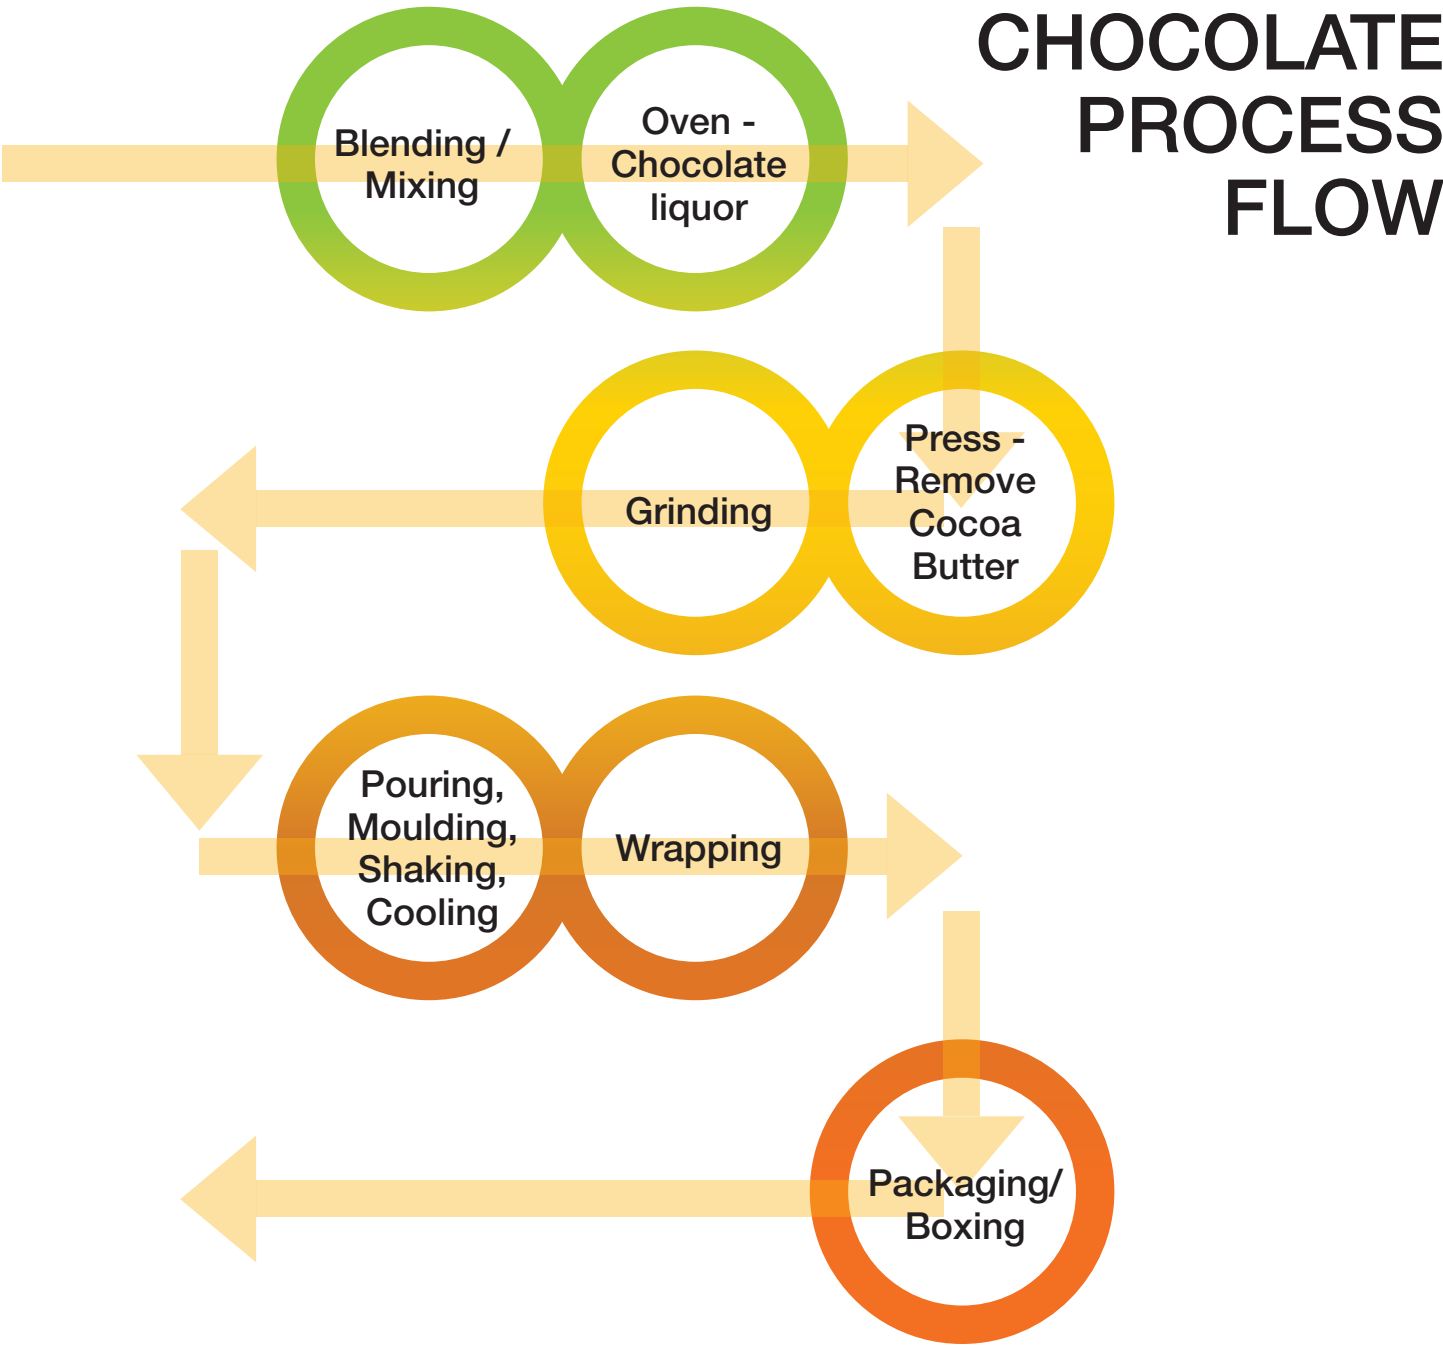 CHOCOLATE
PROCESS
FLOW
Blending /
Mixing
Oven -
Chocolate
liquor
Press -
Remove
Cocoa
Butter
Grinding
Pouring,
Moulding,
Shaking,
Cooling
Wrapping
Packaging/
Boxing